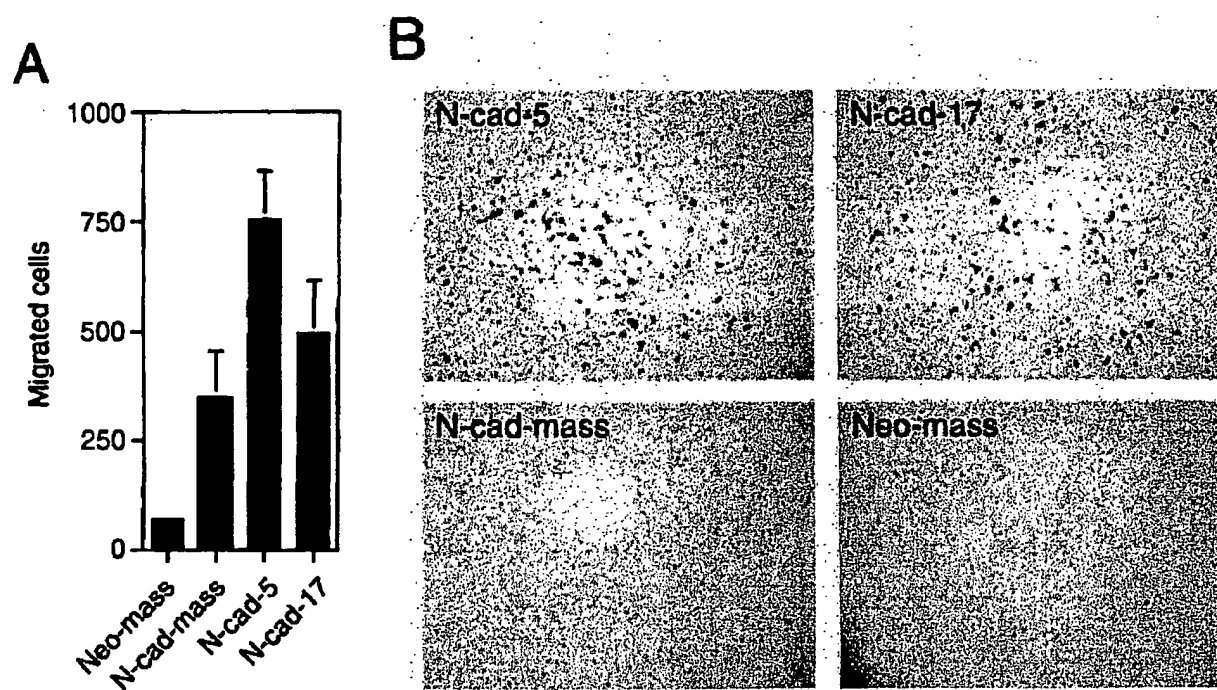 A
Migrated cells
1000
750
500
250
0
Neo-mass
N-cad-mass
N-cad-5
N-cad-17
B
N-cad-5
N-cad-17
N-cad-mass
Neo-mass